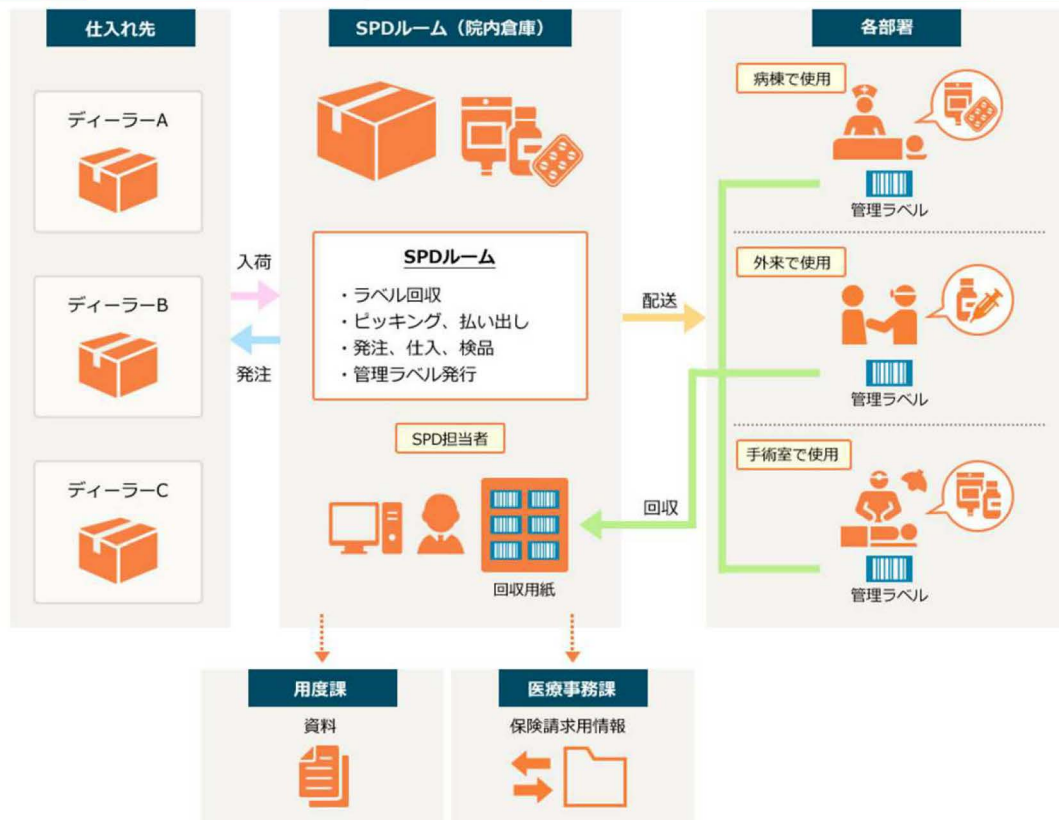 仕入れ先
ディーラーA
ディーラーB
ディーラーC
入荷
発注
SPDルーム（院内倉庫）
SPDルーム
・ラベル回収
・ピッキング、払い出し
・発注、仕入、検品
・管理ラベル発行
SPD担当者
回収用紙
配送
回収
各部署
病棟で使用
管理ラベル
外来で使用
管理ラベル
手術室で使用
管理ラベル
用度課
資料
医療事務課
保険請求用情報